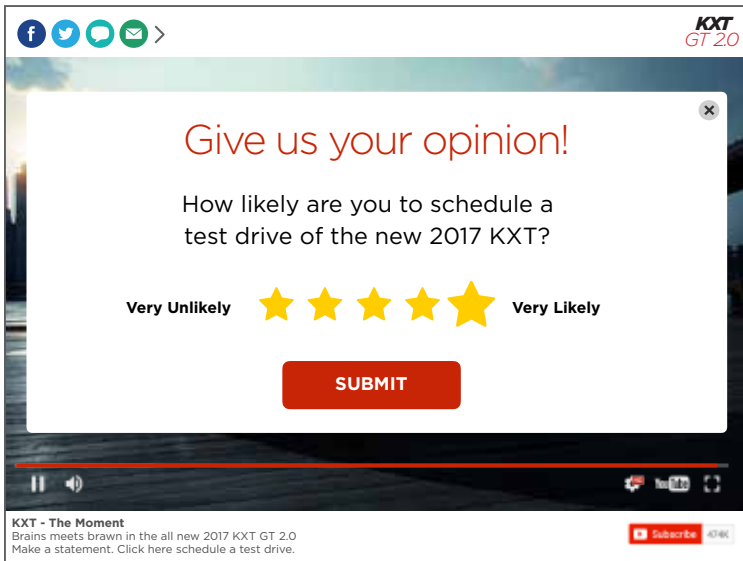 f
KXT
GT 2.0
Give us your opinion!
How likely are you to schedule a
test drive of the new 2017 KXT?
Very Unlikely
Very Likely
SUBMIT
YouTube
KXT - The Moment
Brains meets brawn in the all new 2017 KXT GT 2.0
Make a statement. Click here schedule a test drive.
Subscribe
474K